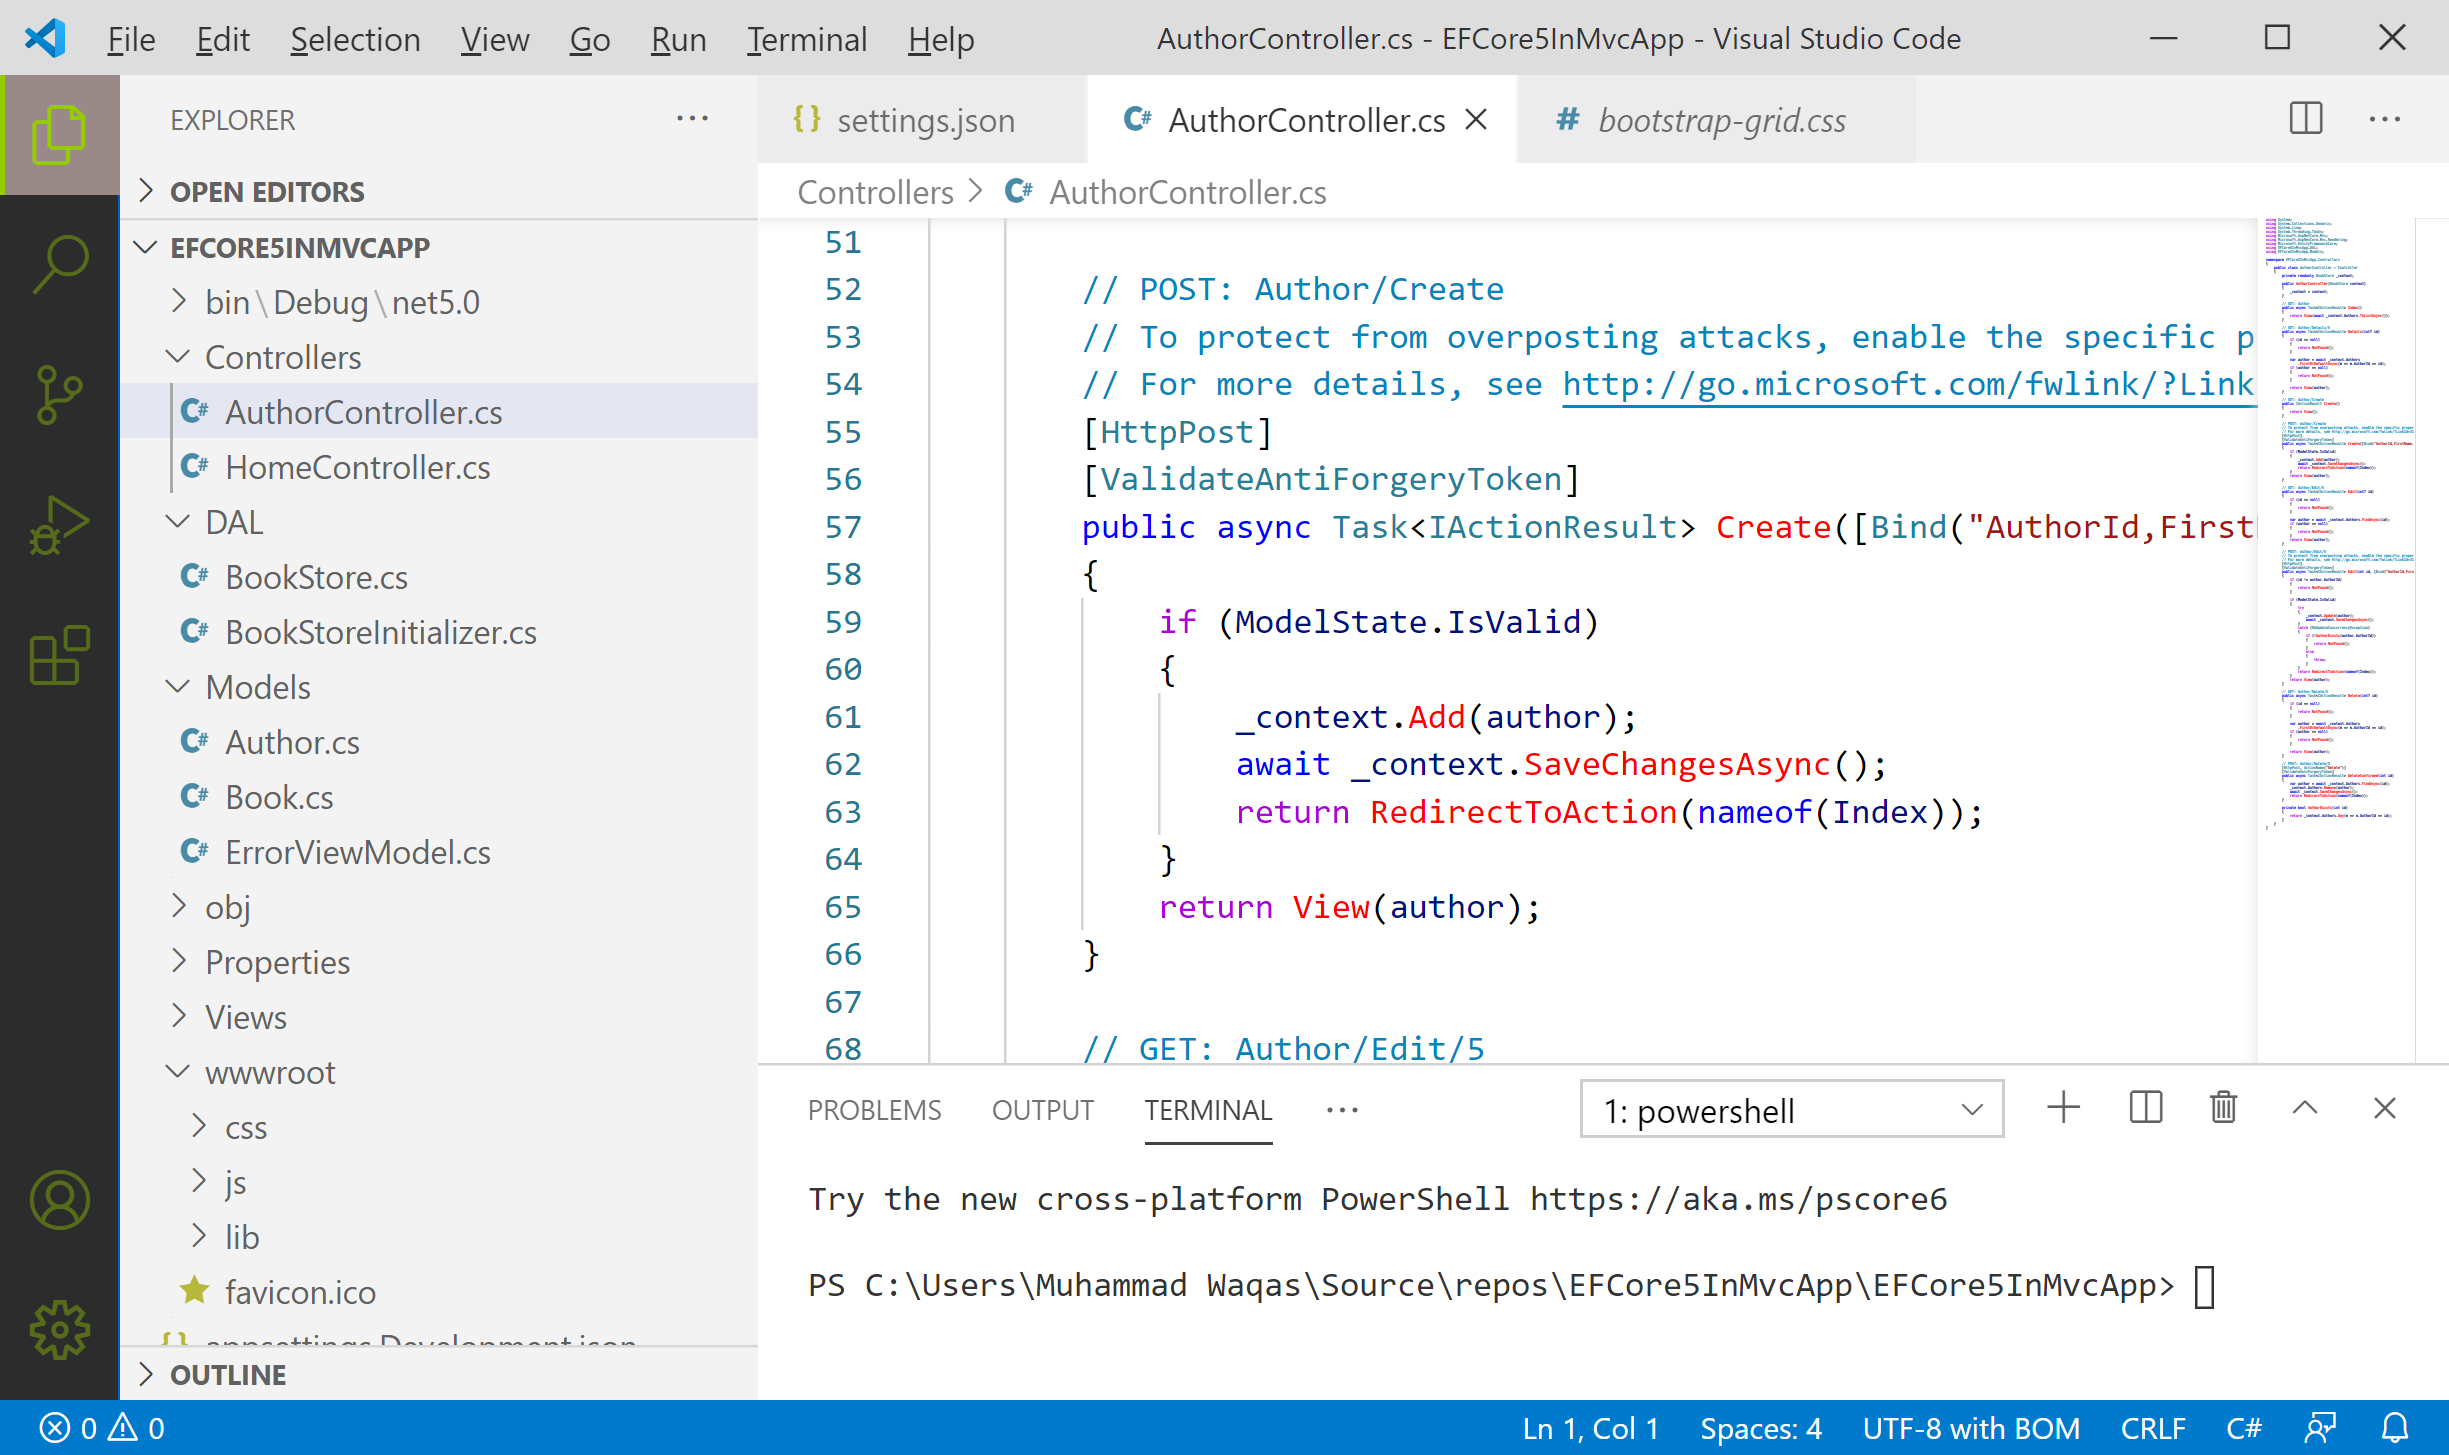 File Edit Selection View Go Run Terminal Help
AuthorController.cs - EFCore5InMvcApp - Visual Studio Code
EXPLORER
OPEN EDITORS
EFCORE5INMVCAPP
bin\Debug\net5.0
Controllers
C# AuthorController.cs
C# HomeController.cs
DAL
C# BookStore.cs
C# BookStoreInitializer.cs
Models
C# Author.cs
C# Book.cs
C# ErrorViewModel.cs
obj
Properties
Views
wwwroot
css
js
lib
favicon.ico
{} appsettings.Development.json
OUTLINE
{} settings.json
C# AuthorController.cs
# bootstrap-grid.css
Controllers > C# AuthorController.cs
51
52 // POST: Author/Create
53 // To protect from overposting attacks, enable the specific p
54 // For more details, see http://go.microsoft.com/fwlink/?Link
55 [HttpPost]
56 [ValidateAntiForgeryToken]
57 public async Task<IActionResult> Create([Bind("AuthorId,First
58 {
59 if (ModelState.IsValid)
60 {
61 _context.Add(author);
62 await _context.SaveChangesAsync();
63 return RedirectToAction(nameof(Index));
64 }
65 return View(author);
66 }
67
68 // GET: Author/Edit/5
PROBLEMS OUTPUT TERMINAL
1: powershell
Try the new cross-platform PowerShell https://aka.ms/pscore6
PS C:\Users\Muhammad Waqas\Source\repos\EFCore5InMvcApp\EFCore5InMvcApp>
0 0
Ln 1, Col 1 Spaces: 4 UTF-8 with BOM CRLF C#